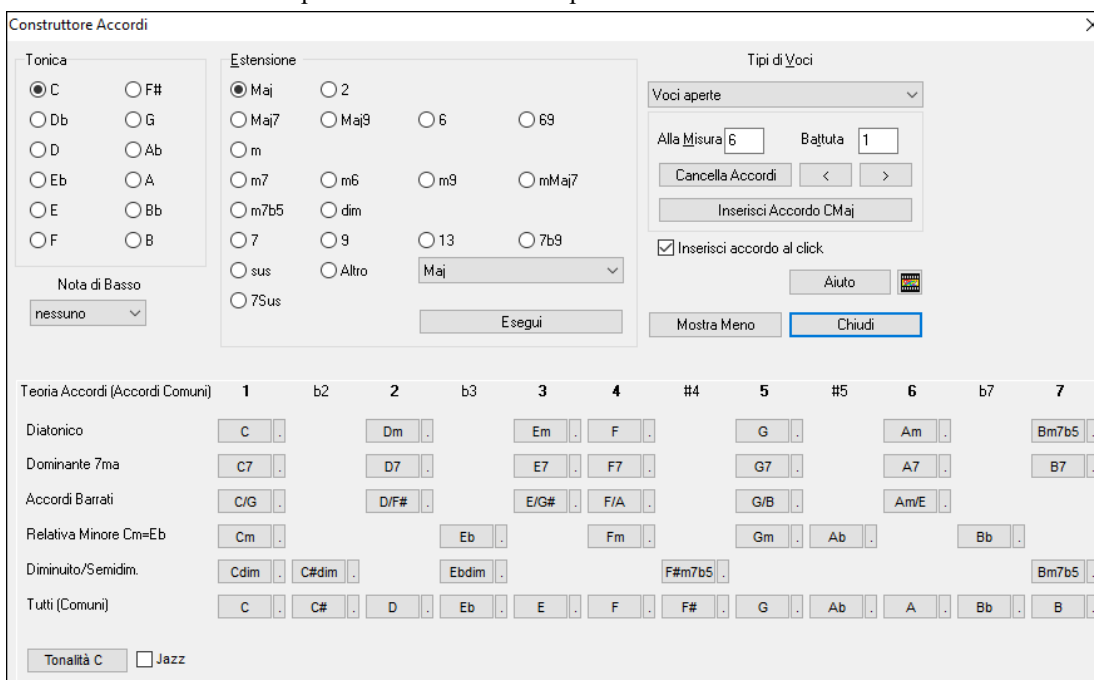 Construttore Accordi
Tonica
C F#
Db G
D Ab
Eb A
E Bb
F B
Nota di Basso
nessuno
Estensione
Maj 2
Maj7 Maj9 6 69
m
m7 m6 m9 mMaj7
m7b5 dim
7 9 13 7b9
sus Altro Maj
7Sus
Esegui
Tipi di Voci
Voci aperte
Alla Misura 6 Battuta 1
Cancella Accordi < >
Inserisci Accordo CMaj
Inserisci accordo al click
Aiuto
Mostra Meno Chiudi
Teoria Accordi (Accordi Comuni) 1 b2 2 b3 3 4 #4 5 #5 6 b7 7
Diatonico C . Dm . Em . F . G . Am . Bm7b5 .
Dominante 7ma C7 . D7 . E7 . F7 . G7 . A7 . B7 .
Accordi Barrati C/G . D/F# . E/G# . F/A . G/B . Am/E .
Relativa Minore Cm=Eb Cm . Eb . Fm . Gm . Ab . Bb .
Diminuito/Semidim. Cdim . C#dim . Ebdim . F#m7b5 . Bm7b5 .
Tutti (Comuni) C . C# . D . Eb . E . F . F# . G . Ab . A . Bb . B .
Tonalità C Jazz